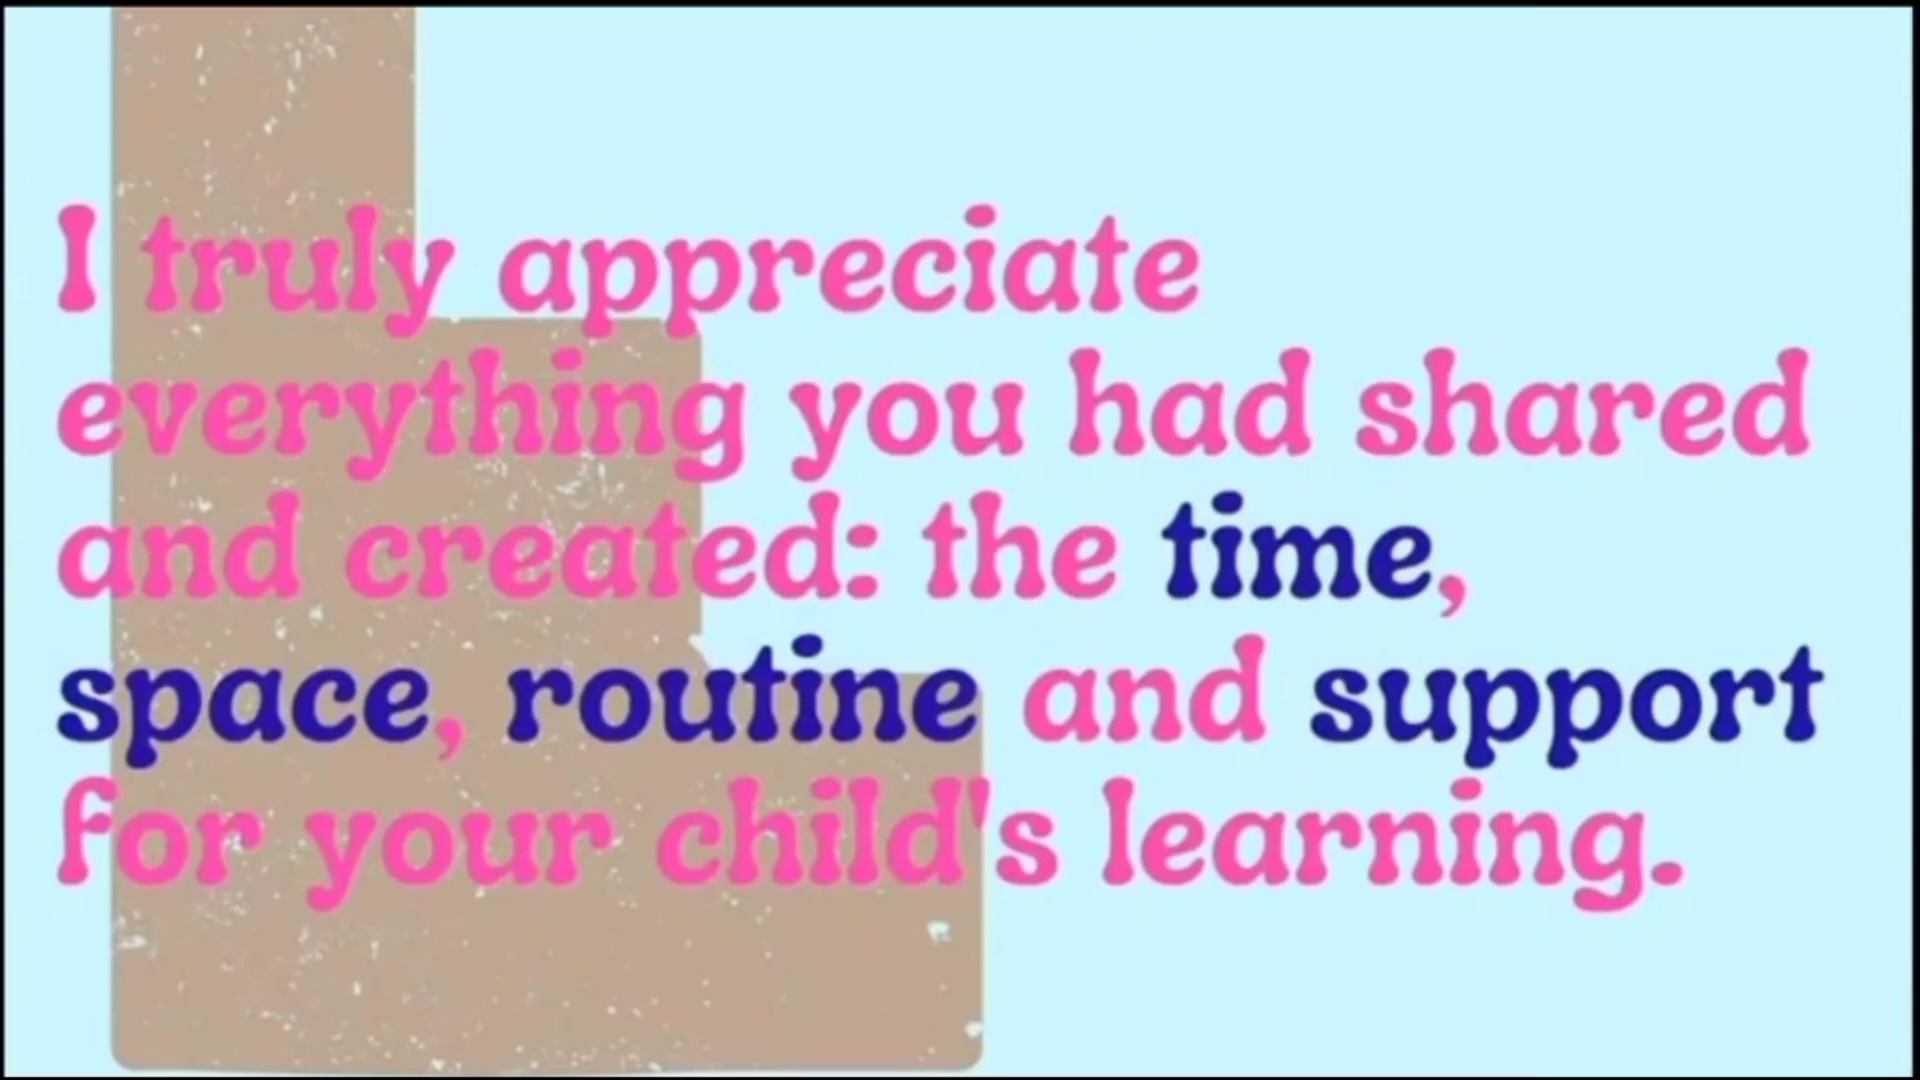 I truly appreciate
everything you had shared
and created: the time,
space, routine and support
for your child's learning.